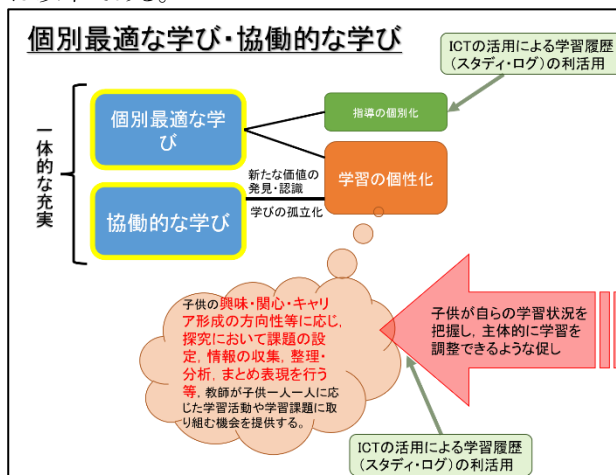 個別最適な学び・協働的な学び
ICTの活用による学習履歴
（スタディ・ログ）の利活用
一体的な充実
個別最適な学
び
指導の個別化
学習の個性化
新たな価値の
発見・認識
学びの孤立化
協働的な学び
子供の興味・関心・キャリ
ア形成の方向性等に応じ,
探究において課題の設
定, 情報の収集, 整理・
分析, まとめ表現を行う
等, 教師が子供一人一人に応
じた学習活動や学習課題に取
り組む機会を提供する。
子供が自らの学習状況を
把握し, 主体的に学習を
調整できるような促し
ICTの活用による学習履歴
（スタディ・ログ）の利活用